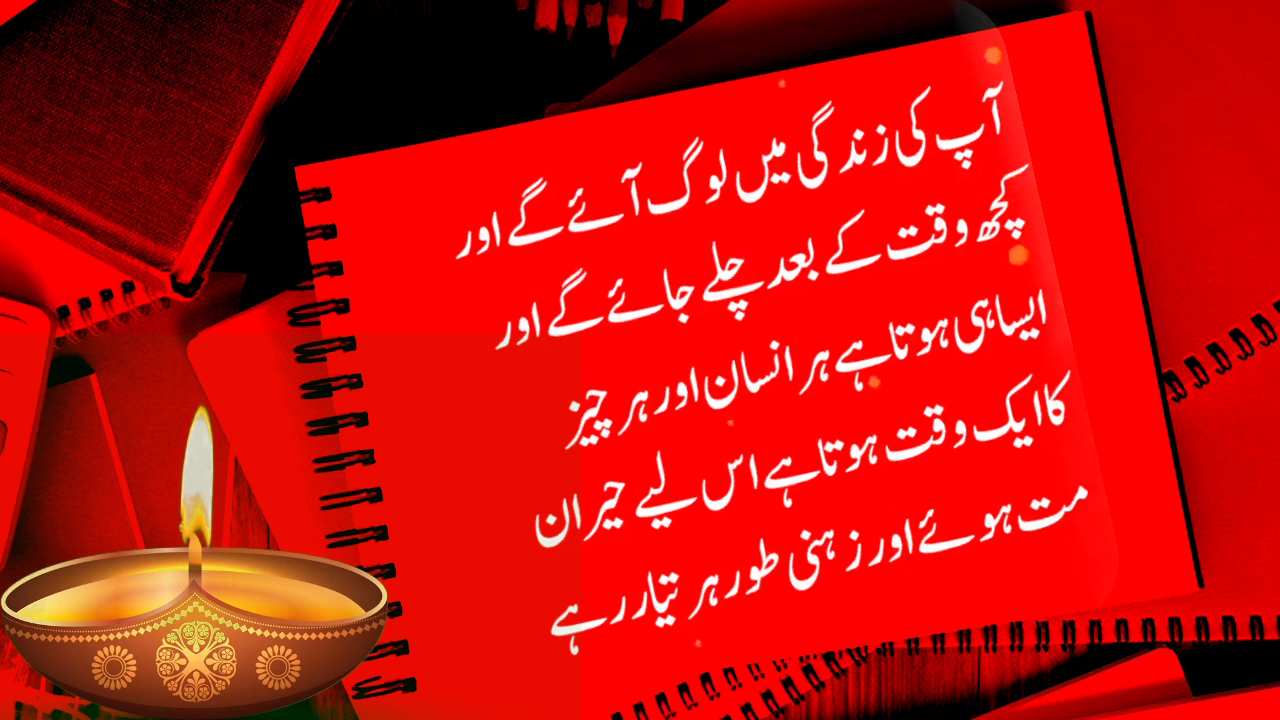 آپ کی زندگی میں لوگ آئے گے اور
کچھ وقت کے بعد چلے جائے گے اور
ایسا ہی ہوتا ہے ہر انسان اور ہر چیز
کا ایک وقت ہوتا ہے اس لیے حیران
مت ہوئے اور زہنی طور ہر تیار رہے